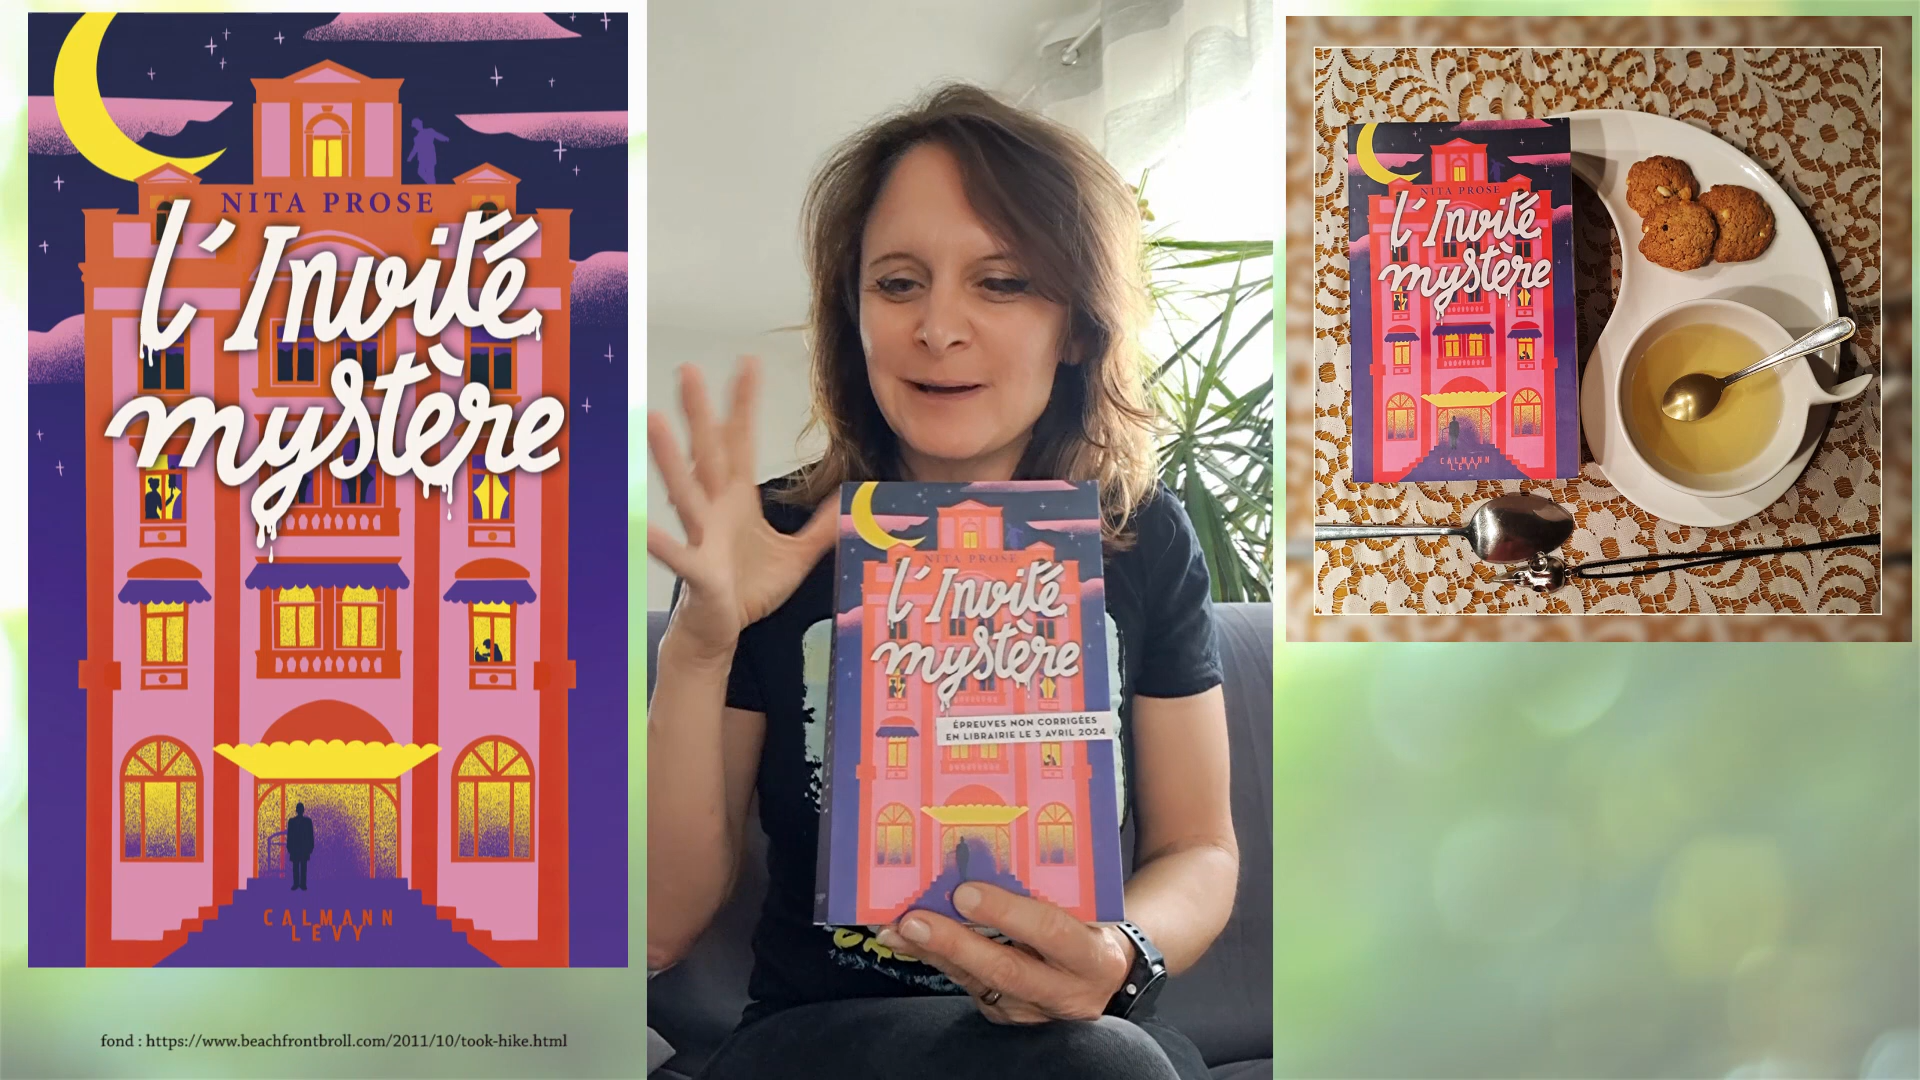 NITA PROSE
l'Invité
mystère
CALMANN
LEVY
fond : https://www.beachfrontbroll.com/2011/10/took-hike.html
NITA PROSE
l'Invité
mystère
ÉPREUVES NON CORRIGÉES
EN LIBRAIRIE LE 3 AVRIL 2024
NITA PROSE
l'Invité
mystère
CALMANN
LEVY